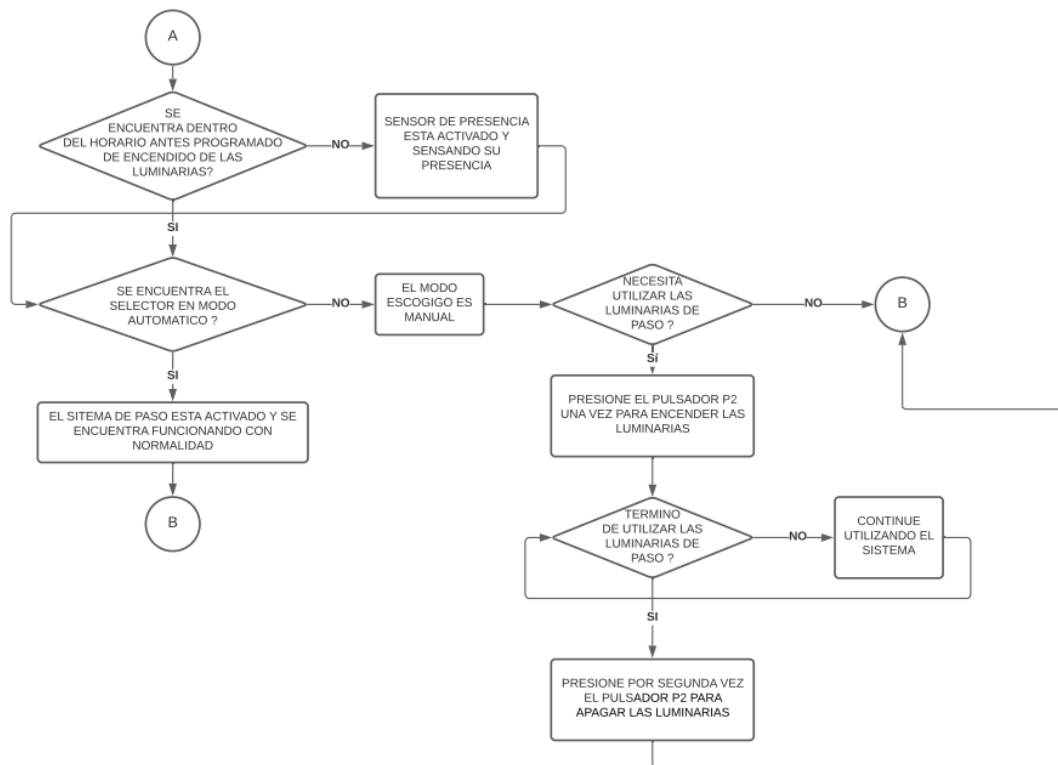 A
SE
ENCUENTRA DENTRO
DEL HORARIO ANTES PROGRAMADO
DE ENCENDIDO DE LAS
LUMINARIAS?
NO
SENSOR DE PRESENCIA
ESTA ACTIVADO Y
SENSANDO SU
PRESENCIA
SI
SE ENCUENTRA EL
SELECTOR EN MODO
AUTOMATICO ?
NO
EL MODO
ESCOGIGO ES
MANUAL
NECESITA
UTILIZAR LAS
LUMINARIAS DE
PASO ?
NO
B
SI
EL SITEMA DE PASO ESTA ACTIVADO Y SE
ENCUENTRA FUNCIONANDO CON
NORMALIDAD
B
Sí
PRESIONE EL PULSADOR P2
UNA VEZ PARA ENCENDER LAS
LUMINARIAS
TERMINO
DE UTILIZAR LAS
LUMINARIAS DE
PASO ?
NO
CONTINUE
UTILIZANDO EL
SISTEMA
SI
PRESIONE POR SEGUNDA VEZ
EL PULSADOR P2 PARA
APAGAR LAS LUMINARIAS